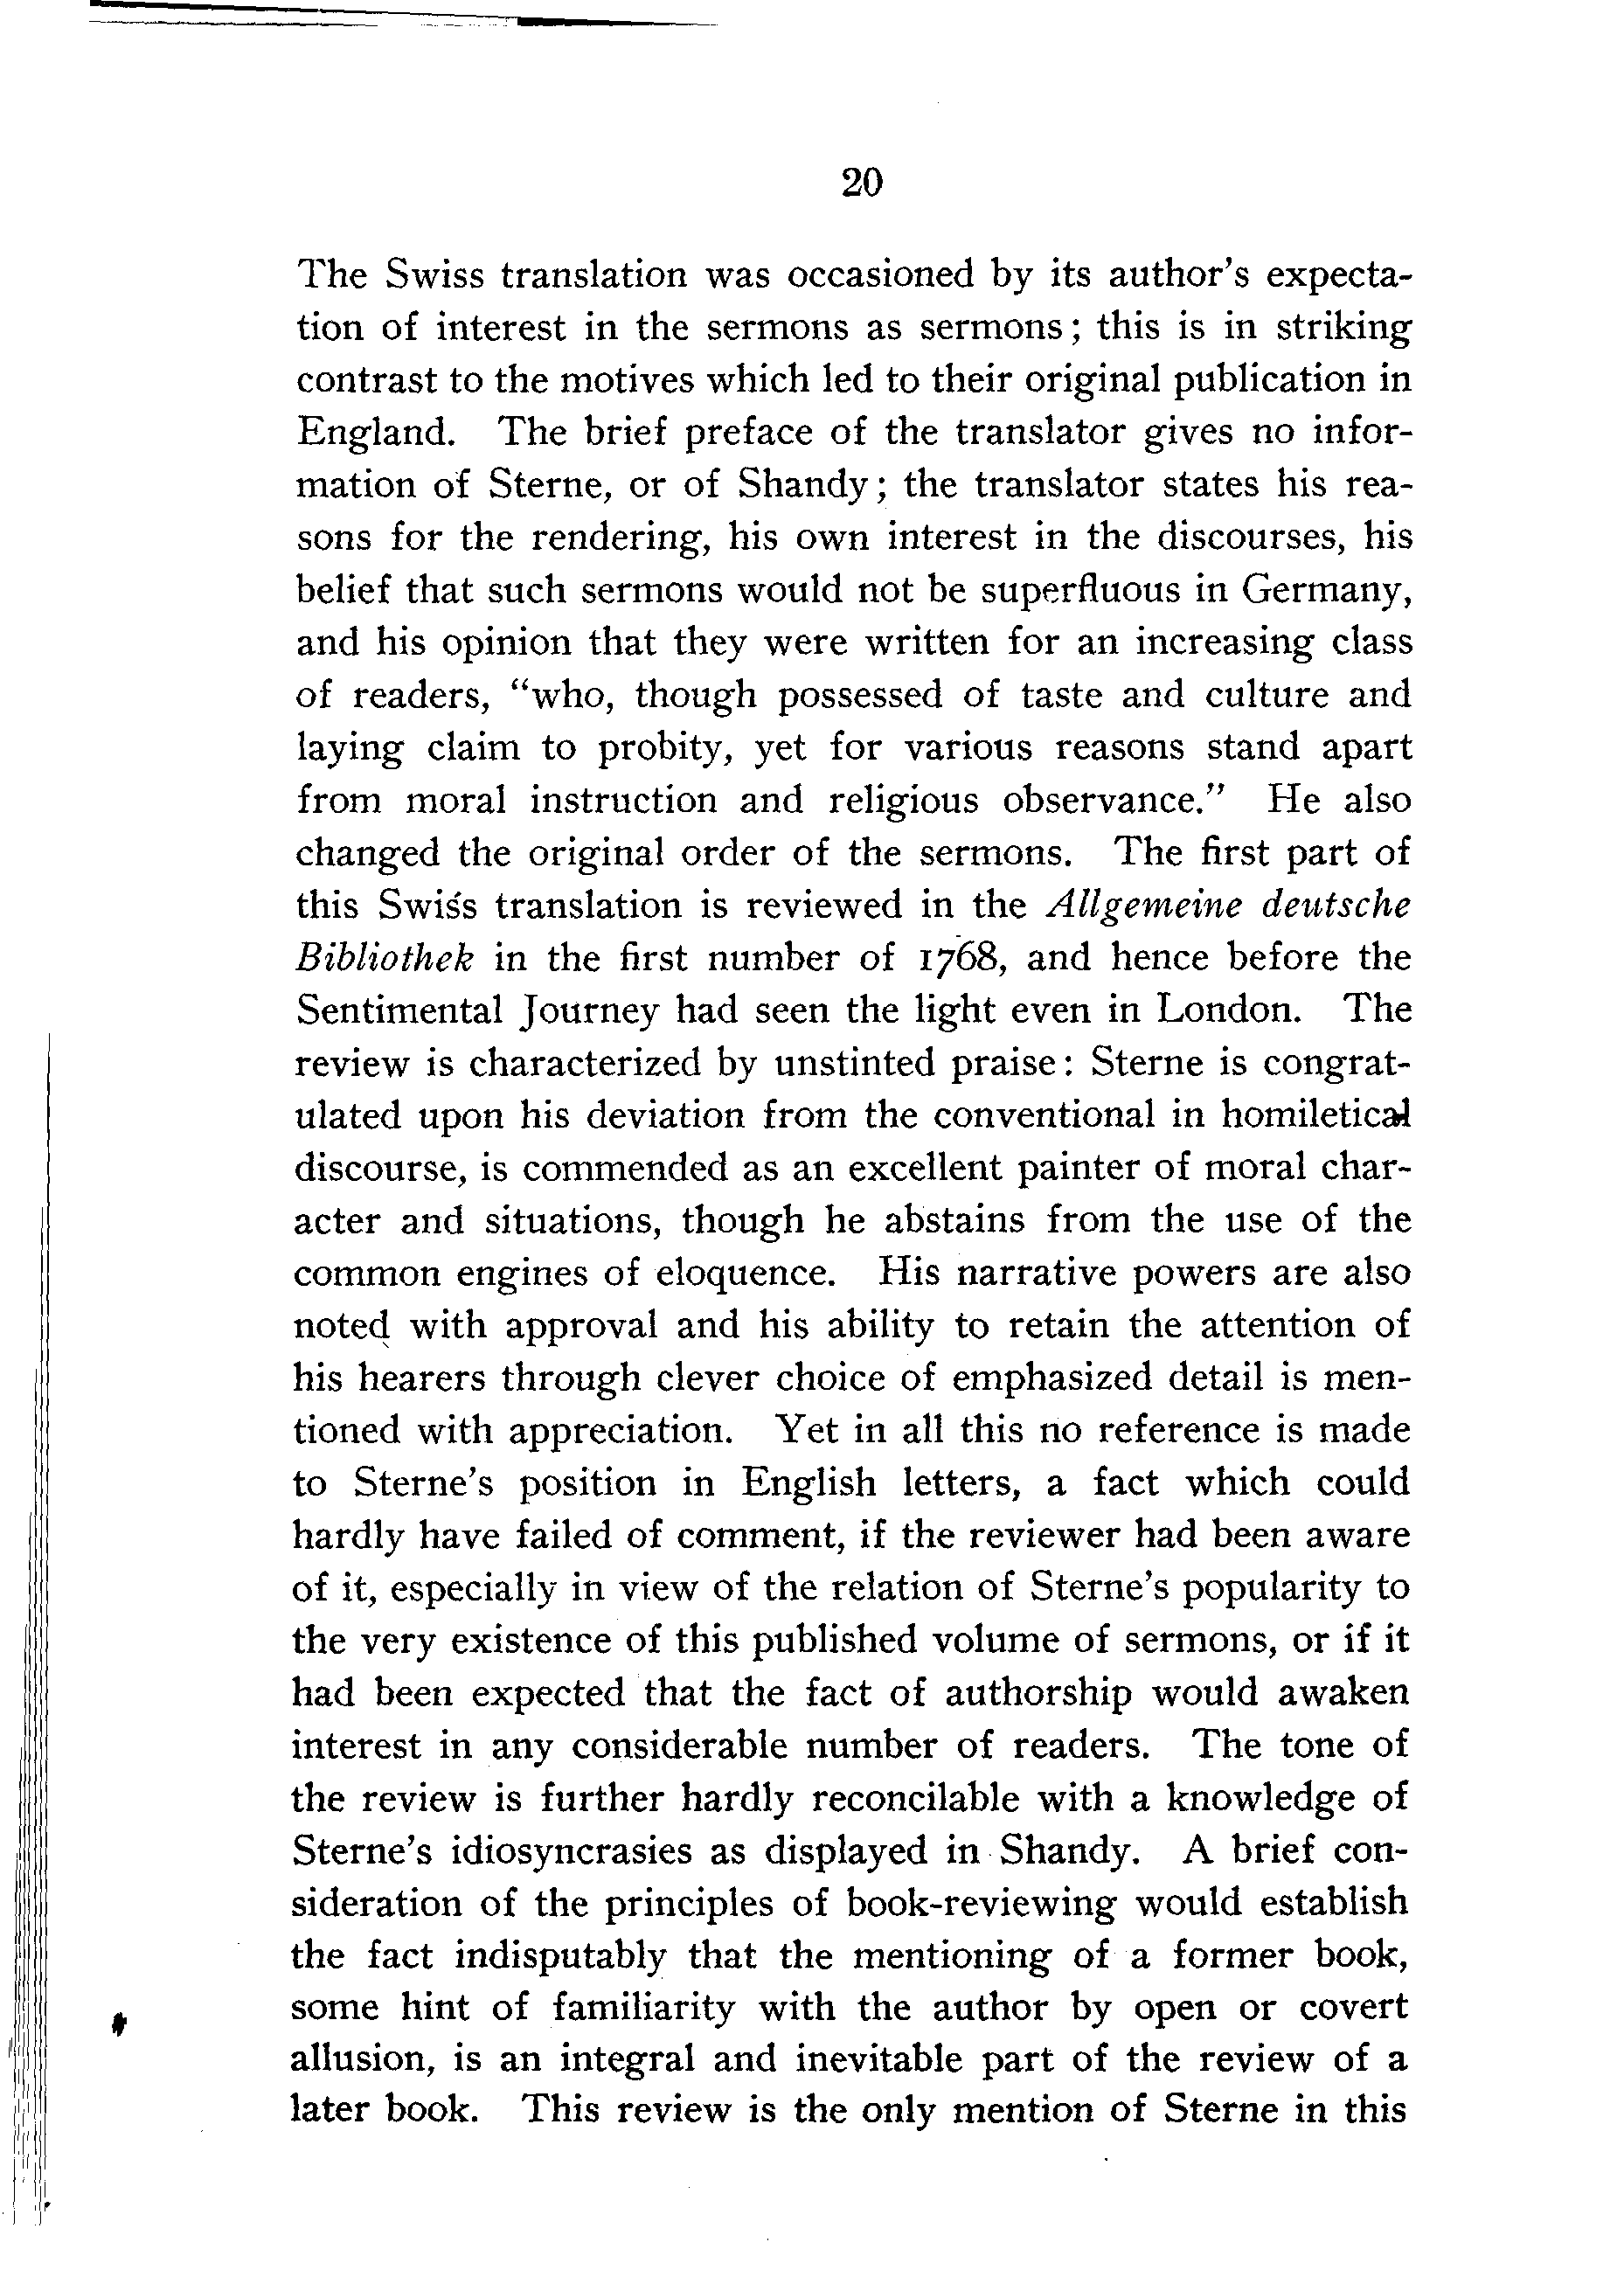 20
The Swiss translation was occasioned by its author's expecta-
tion of interest in the sermons as sermons; this is in striking
contrast to the motives which led to their original publication in
England. The brief preface of the translator gives no infor-
mation of Sterne, or of Shandy; the translator states his rea-
sons for the rendering, his own interest in the discourses, his
belief that such sermons would not be superfluous in Germany,
and his opinion that they were written for an increasing class
of readers, “who, though possessed of taste and culture and
laying claim to probity, yet for various reasons stand apart
from moral instruction and religious observance.” He also
changed the original order of the sermons. The first part of
this Swiss translation is reviewed in the Allgemeine deutsche
Bibliothek in the first number of 1768, and hence before the
Sentimental Journey had seen the light even in London. The
review is characterized by unstinted praise: Sterne is congrat-
ulated upon his deviation from the conventional in homiletical
discourse, is commended as an excellent painter of moral char-
acter and situations, though he abstains from the use of the
common engines of eloquence. His narrative powers are also
noted with approval and his ability to retain the attention of
his hearers through clever choice of emphasized detail is men-
tioned with appreciation. Yet in all this no reference is made
to Sterne's position in English letters, a fact which could
hardly have failed of comment, if the reviewer had been aware
of it, especially in view of the relation of Sterne's popularity to
the very existence of this published volume of sermons, or if it
had been expected that the fact of authorship would awaken
interest in any considerable number of readers. The tone of
the review is further hardly reconcilable with a knowledge of
Sterne's idiosyncrasies as displayed in Shandy. A brief con-
sideration of the principles of book-reviewing would establish
the fact indisputably that the mentioning of a former book,
some hint of familiarity with the author by open or covert
allusion, is an integral and inevitable part of the review of a
later book. This review is the only mention of Sterne in this